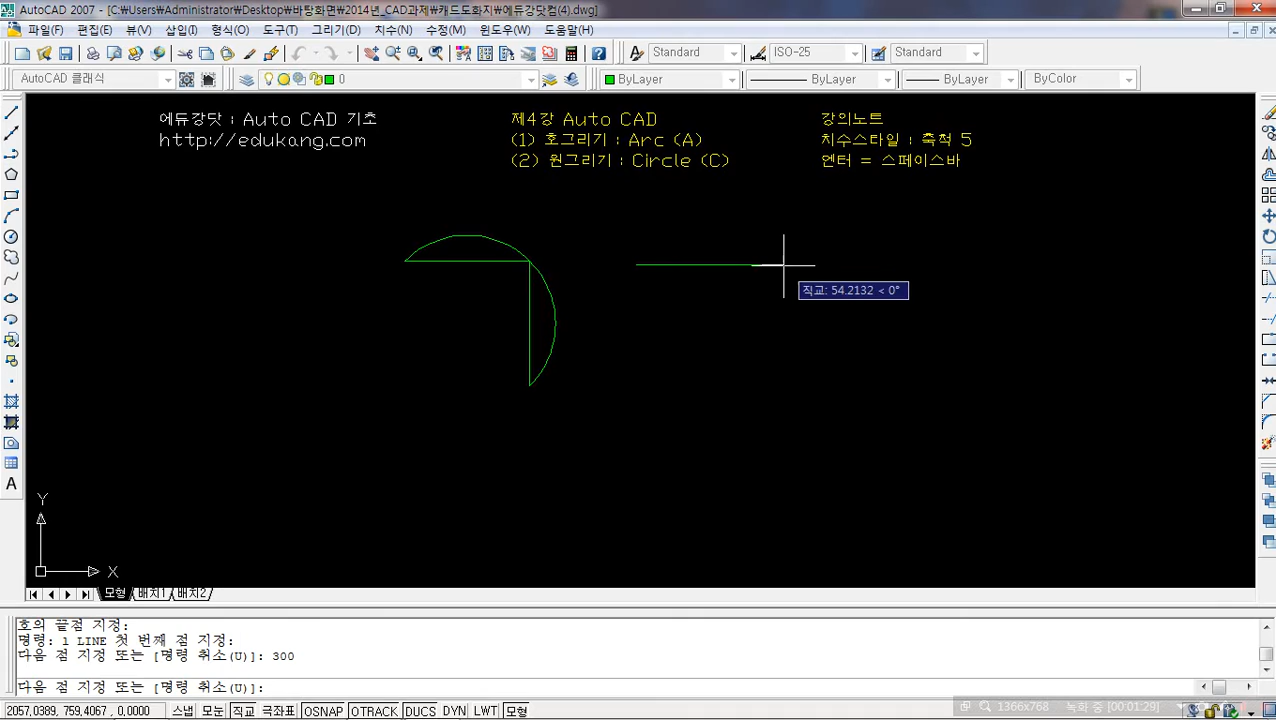 AutoCAD 2007 - [C:₩Users₩Administrator₩Desktop₩바탕화면₩2014년_CAD과제₩캐드도화지₩에듀강닷컴(4).dwg]
파일(F) 편집(E) 뷰(V) 삽입(I) 형식(O) 도구(T) 그리기(D) 치수(N) 수정(M) 윈도우(W) 도움말(H)
Standard ISO-25 Standard
AutoCAD 클래식 0 ByLayer ByLayer ByLayer ByColor
에듀강닷 : Auto CAD 기초
http://edukang.com
제4강 Auto CAD
(1) 호그리기 : Arc (A)
(2) 원그리기 : Circle (C)
강의노트
치수스타일 : 축척 5
엔터 = 스페이스바
직교: 54.2132 < 0°
A
Y
X
모형 배치1 배치2
호의 끝점 지정:
명령: l LINE 첫 번째 점 지정:
다음 점 지정 또는 [명령 취소(U)]: 300
다음 점 지정 또는 [명령 취소(U)]:
2057,0389, 759,4067 , 0,0000 스냅 모눈 직교 극좌표 OSNAP OTRACK DUCS DYN LWT 모형
1366x768 녹화 중 [00:01:29]